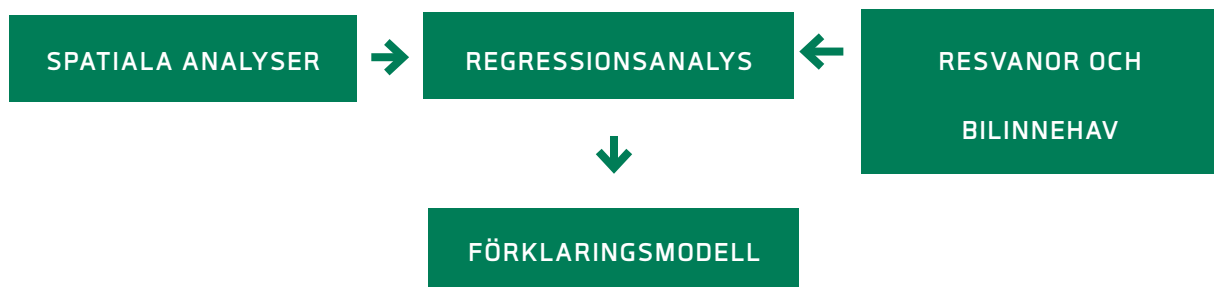 SPATIALA ANALYSER
REGRESSIONSANALYS
RESVANOR OCH
BILINNEHAV
FÖRKLARINGSMODELL